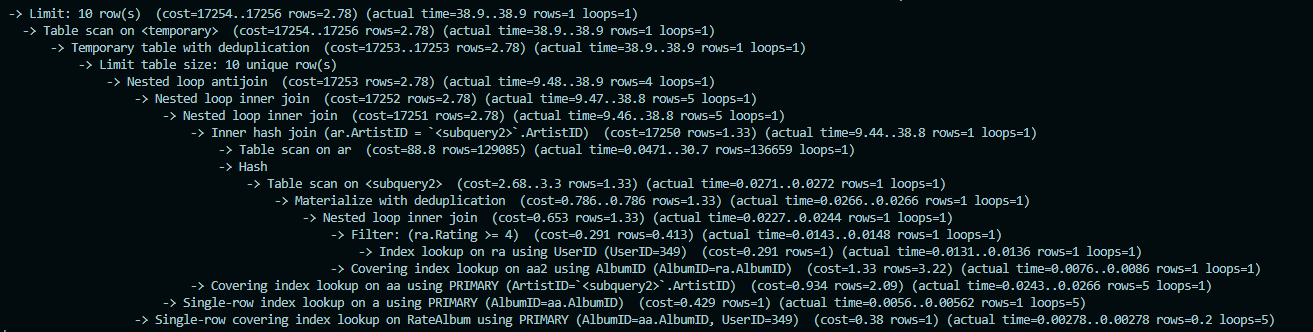 -> Limit: 10 row(s)  (cost=17254..17256 rows=2.78) (actual time=38.9..38.9 rows=1 loops=1)
-> Table scan on <temporary>  (cost=17254..17256 rows=2.78) (actual time=38.9..38.9 rows=1 loops=1)
-> Temporary table with deduplication  (cost=17253..17253 rows=2.78) (actual time=38.9..38.9 rows=1 loops=1)
-> Limit table size: 10 unique row(s)
-> Nested loop antijoin  (cost=17253 rows=2.78) (actual time=9.48..38.9 rows=4 loops=1)
-> Nested loop inner join  (cost=17252 rows=2.78) (actual time=9.47..38.8 rows=5 loops=1)
-> Nested loop inner join  (cost=17251 rows=2.78) (actual time=9.46..38.8 rows=5 loops=1)
-> Inner hash join (ar.ArtistID = `<subquery2>`.ArtistID)  (cost=17250 rows=1.33) (actual time=9.44..38.8 rows=1 loops=1)
-> Table scan on ar  (cost=88.8 rows=129085) (actual time=0.0471..30.7 rows=136659 loops=1)
-> Hash
-> Table scan on <subquery2>  (cost=2.68..3.3 rows=1.33) (actual time=0.0271..0.0272 rows=1 loops=1)
-> Materialize with deduplication  (cost=0.786..0.786 rows=1.33) (actual time=0.0266..0.0266 rows=1 loops=1)
-> Nested loop inner join  (cost=0.653 rows=1.33) (actual time=0.0227..0.0244 rows=1 loops=1)
-> Filter: (ra.Rating >= 4)  (cost=0.291 rows=0.413) (actual time=0.0143..0.0148 rows=1 loops=1)
-> Index lookup on ra using UserID (UserID=349)  (cost=0.291 rows=1) (actual time=0.0131..0.0136 rows=1 loops=1)
-> Covering index lookup on aa2 using AlbumID (AlbumID=ra.AlbumID)  (cost=1.33 rows=3.22) (actual time=0.0076..0.0086 rows=1 loops=1)
-> Covering index lookup on aa using PRIMARY (ArtistID=`<subquery2>`.ArtistID)  (cost=0.934 rows=2.09) (actual time=0.0243..0.0266 rows=5 loops=1)
-> Single-row index lookup on a using PRIMARY (AlbumID=aa.AlbumID)  (cost=0.429 rows=1) (actual time=0.0056..0.00562 rows=1 loops=5)
-> Single-row covering index lookup on RateAlbum using PRIMARY (AlbumID=aa.AlbumID, UserID=349)  (cost=0.38 rows=1) (actual time=0.00278..0.00278 rows=0.2 loops=5)